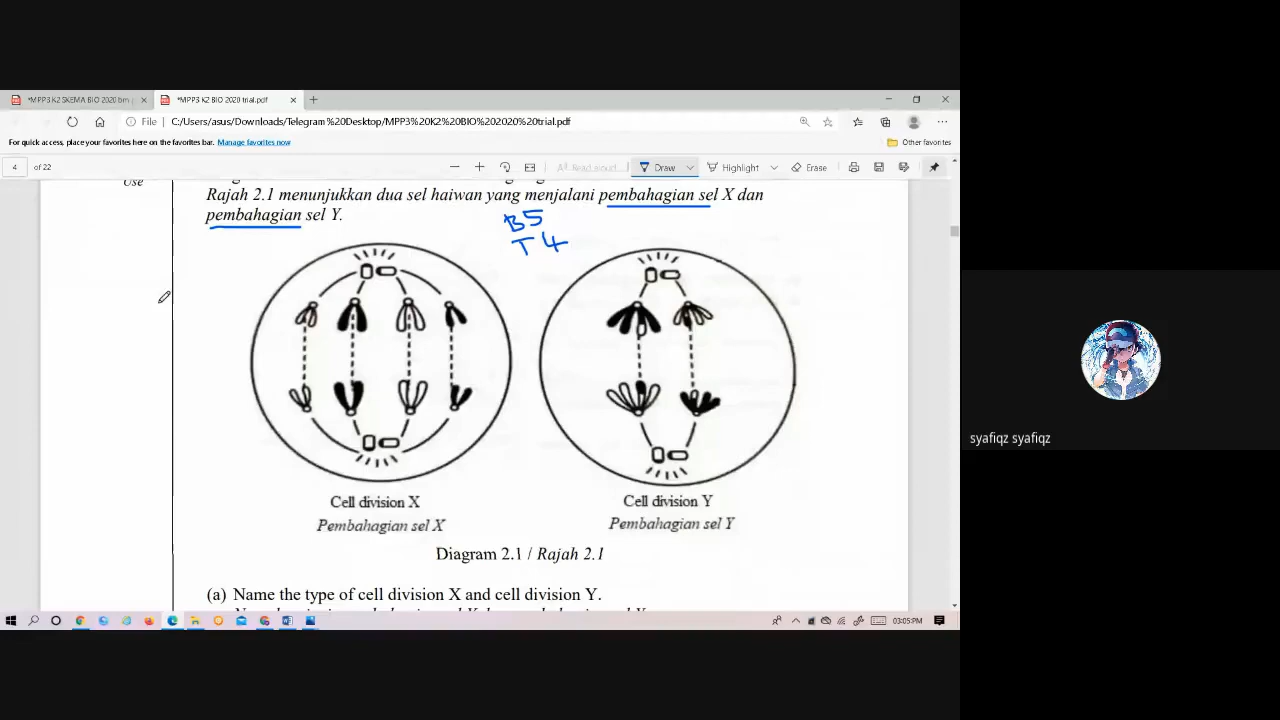 *MPP3 K2 SKEMA BIO 2020 bm
*MPP3 K2 BIO 2020 trial.pdf
File
C:/Users/asus/Downloads/Telegram%20Desktop/MPP3%20K2%20BIO%202020%20trial.pdf
For quick access, place your favorites here on the favorites bar. Manage favorites now
Other favorites
4 of 22
Read aloud
Draw
Highlight
Erase
Use
Rajah 2.1 menunjukkan dua sel haiwan yang menjalani pembahagian sel X dan
pembahagian sel Y.
B5
T4
Cell division X
Pembahagian sel X
Cell division Y
Pembahagian sel Y
Diagram 2.1 / Rajah 2.1
(a) Name the type of cell division X and cell division Y.
03:05 PM
syafiqz syafiqz